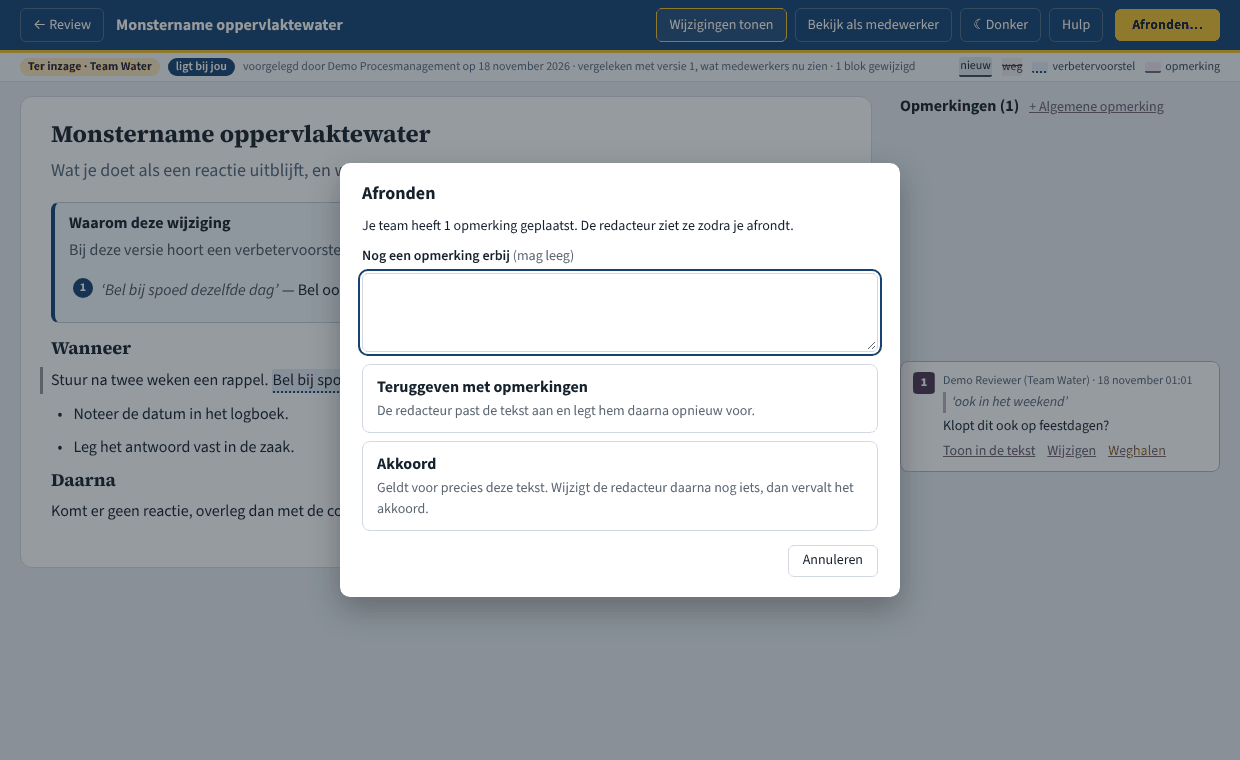 ← Review
Monstername oppervlaktewater
Wijzigingen tonen
Bekijk als medewerker
☾ Donker
Hulp
Afronden…
Ter inzage · Team Water
ligt bij jou
voorgelegd door Demo Procesmanagement op 18 november 2026 · vergeleken met versie 1, wat medewerkers nu zien · 1 blok gewijzigd
nieuw
weg
verbetervoorstel
opmerking
Monstername oppervlaktewater
Wat je doet als een reactie uitblijft, en
Waarom deze wijziging
Bij deze versie hoort een verbetervoorste
1
‘Bel bij spoed dezelfde dag’ — Bel oo
Wanneer
Stuur na twee weken een rappel. Bel bij spo
• Noteer de datum in het logboek.
• Leg het antwoord vast in de zaak.
Daarna
Komt er geen reactie, overleg dan met de co
Afronden
Je team heeft 1 opmerking geplaatst. De redacteur ziet ze zodra je afrondt.
Nog een opmerking erbij (mag leeg)
Teruggeven met opmerkingen
De redacteur past de tekst aan en legt hem daarna opnieuw voor.
Akkoord
Geldt voor precies deze tekst. Wijzigt de redacteur daarna nog iets, dan vervalt het
akkoord.
Annuleren
Opmerkingen (1)
+ Algemene opmerking
1
Demo Reviewer (Team Water) · 18 november 01:01
‘ook in het weekend’
Klopt dit ook op feestdagen?
Toon in de tekst
Wijzigen
Weghalen